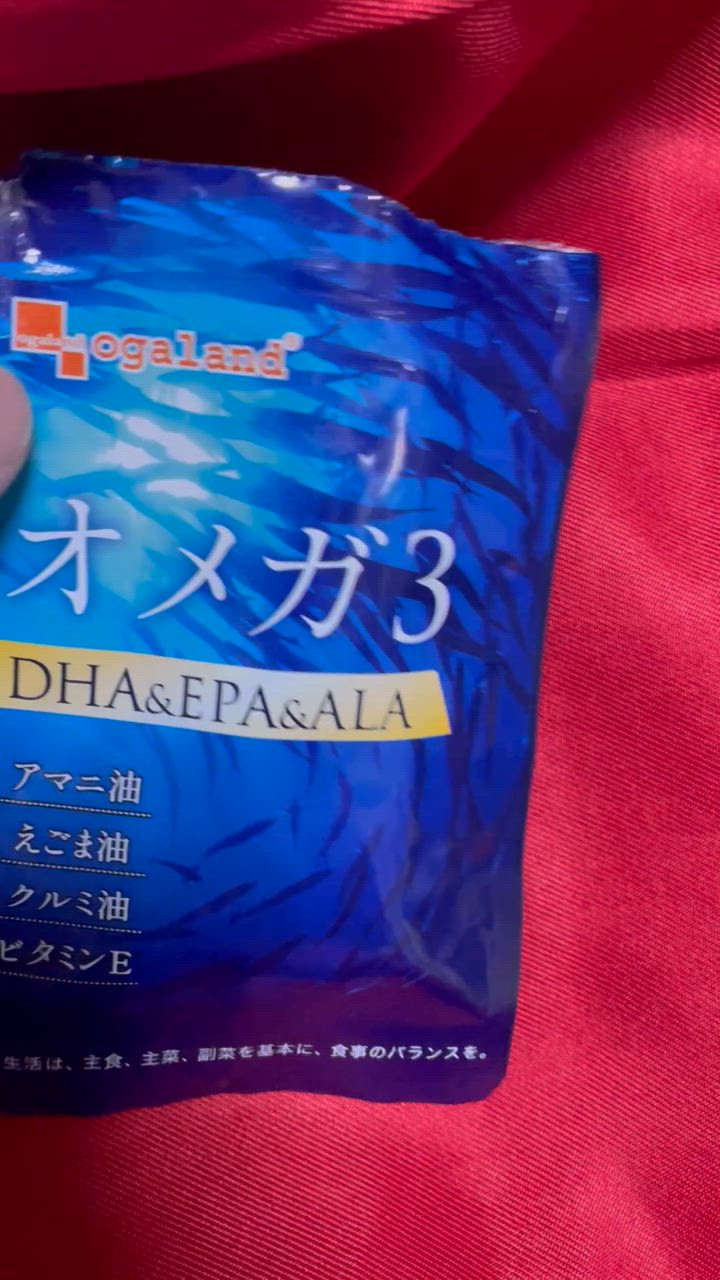 ogaland
ogaland®
オメガ3
DHA&EPA&ALA
アマニ油
えごま油
クルミ油
ビタミンE
生活は、主食、主菜、副菜を基本に、食事のバランスを。